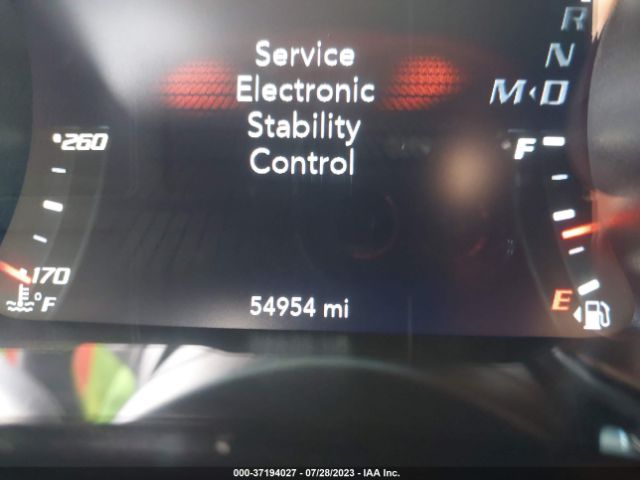 R
Service
N
Electronic
M‹D
Stability
260
F
Control
170
°F
54954 mi
E
000-37194027 - 07/28/2023 - IAA Inc.